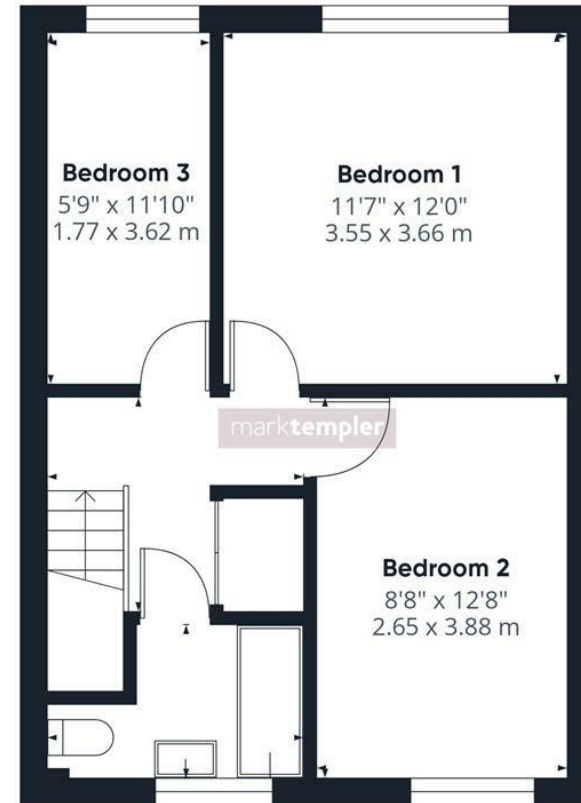 Bedroom 3
5'9" x 11'10"
1.77 x 3.62 m
Bedroom 1
11'7" x 12'0"
3.55 x 3.66 m
marktempler
Bedroom 2
8'8" x 12'8"
2.65 x 3.88 m